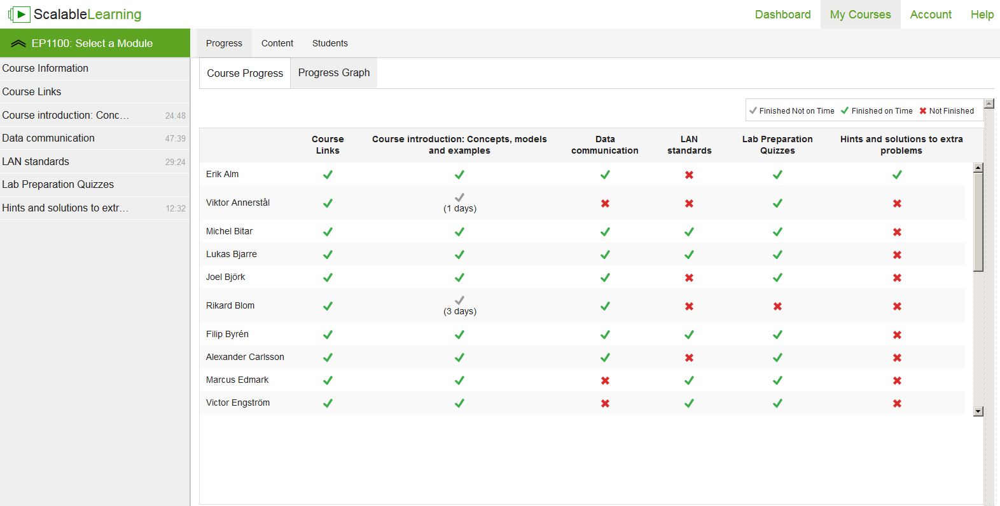 ScalableLearning
Dashboard My Courses Account Help
EP1100: Select a Module
Progress Content Students
Course Information
Course Links
Course introduction: Conc... 24:48
Data communication 47:39
LAN standards 29:24
Lab Preparation Quizzes
Hints and solutions to extr... 12:32
Course Progress Progress Graph
Finished Not on Time Finished on Time Not Finished
Course Links
Course introduction: Concepts, models and examples
Data communication
LAN standards
Lab Preparation Quizzes
Hints and solutions to extra problems
Erik Alm
Viktor Annerstål (1 days)
Michel Bitar
Lukas Bjarre
Joel Björk
Rikard Blom (3 days)
Filip Byrén
Alexander Carlsson
Marcus Edmark
Victor Engström